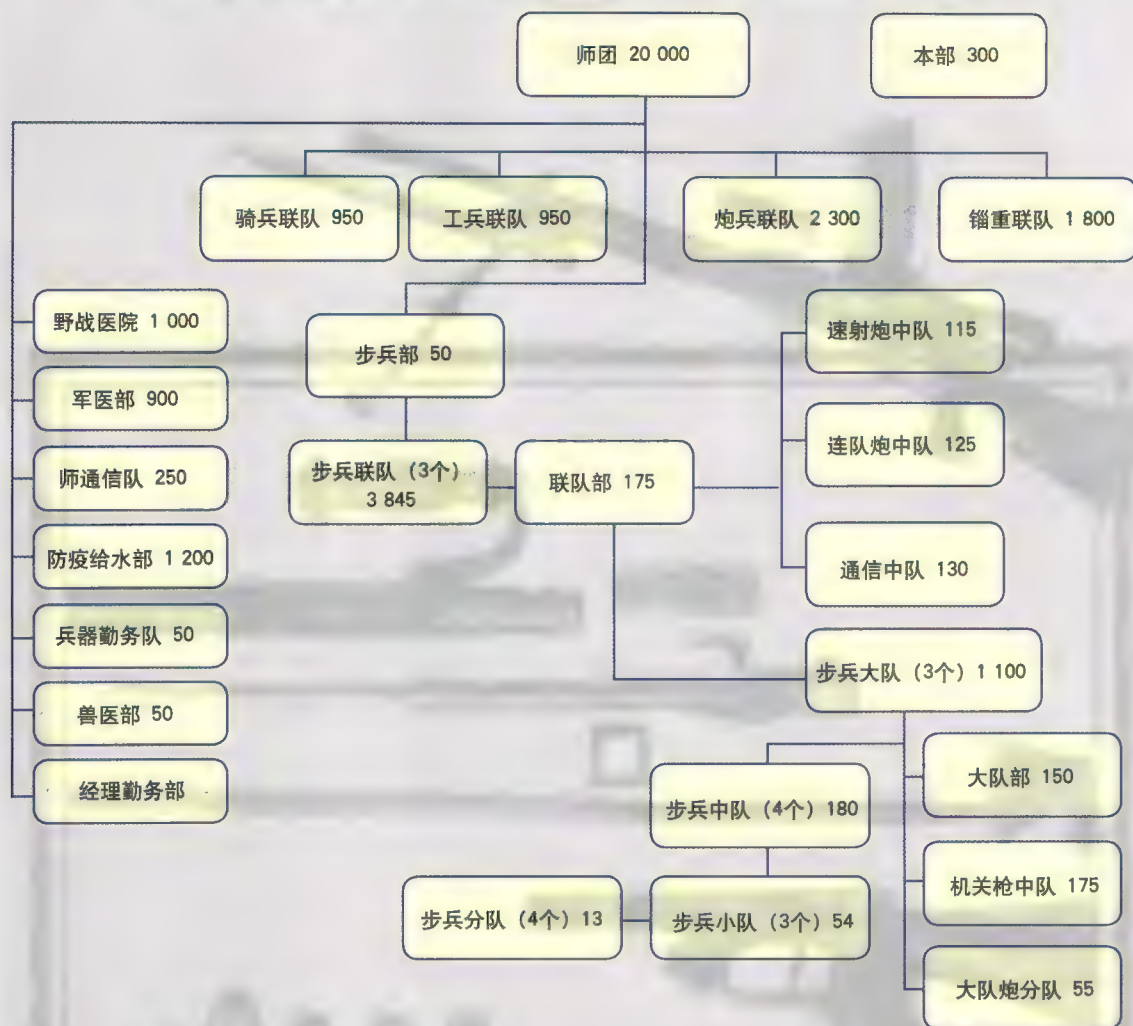 师团 20 000
本部 300
骑兵联队 950
工兵联队 950
炮兵联队 2 300
辎重联队 1 800
野战医院 1 000
军医部 900
师通信队 250
防疫给水部 1 200
兵器勤务队 50
兽医部 50
经理勤务部
步兵部 50
步兵联队（3个）
3 845
联队部 175
速射炮中队 115
连队炮中队 125
通信中队 130
步兵大队（3个）1 100
步兵中队（4个）180
大队部 150
机关枪中队 175
大队炮分队 55
步兵小队（3个）54
步兵分队（4个）13